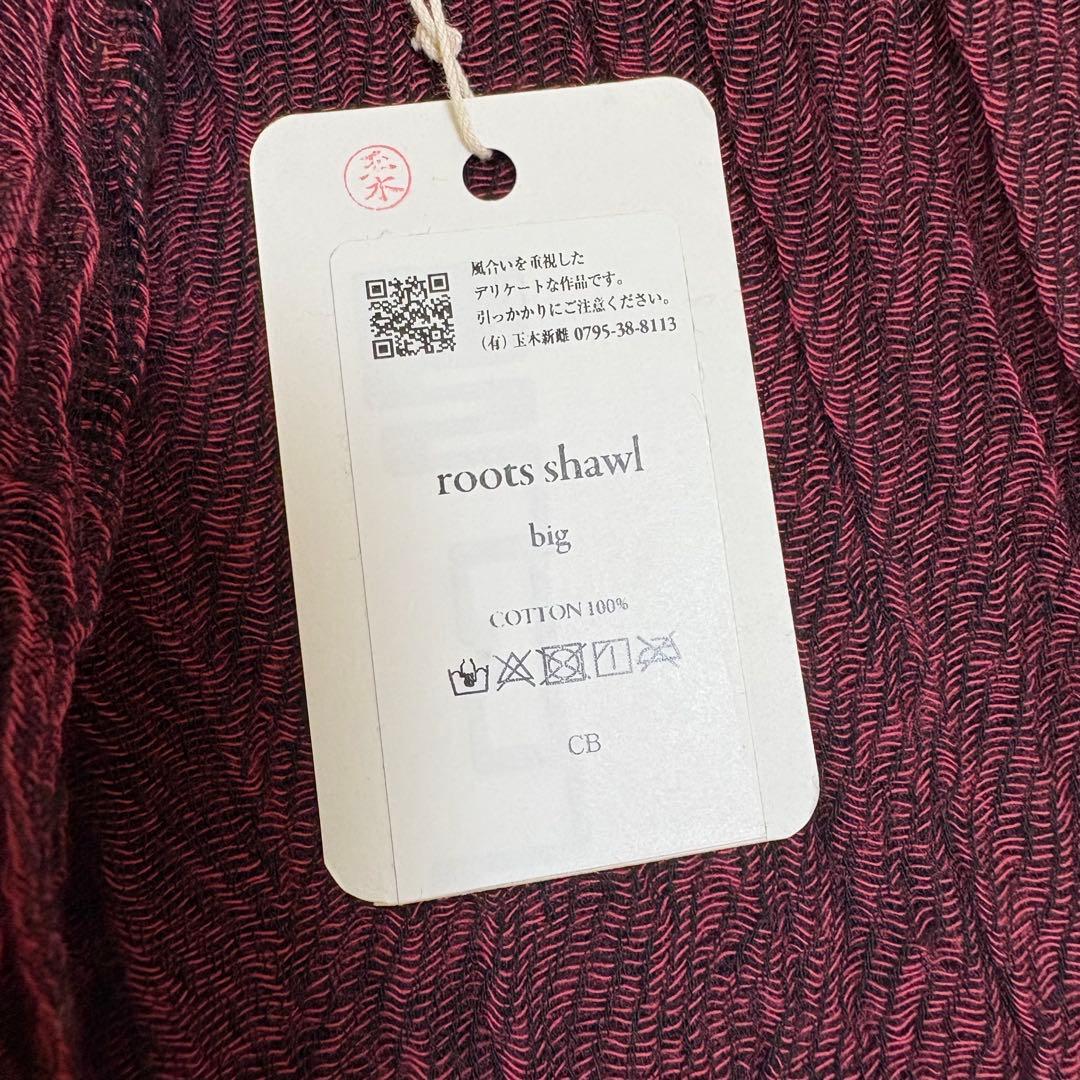 風合いを重視した
デリケートな作品です。
引っかかりにご注意ください。
(有) 玉木新雌 0795-38-8113
roots shawl
big
COTTON 100%
CB